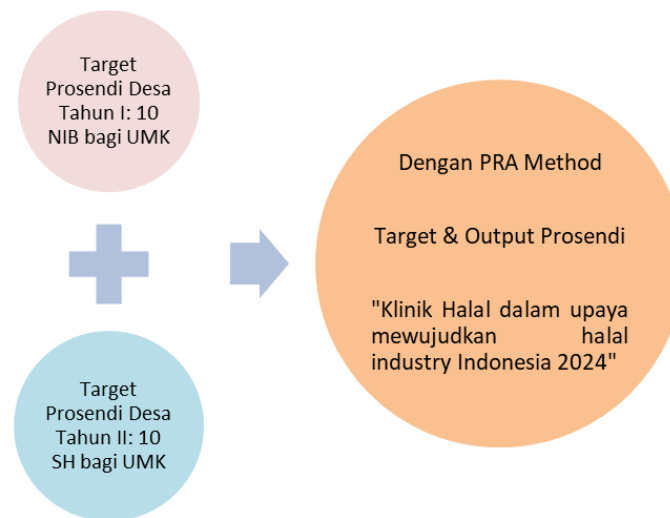 Target
Prosendi Desa
Tahun I: 10
NIB bagi UMK
Target
Prosendi Desa
Tahun II: 10
SH bagi UMK
Dengan PRA Method
Target & Output Prosendi
"Klinik Halal dalam upaya
mewujudkan halal
industry Indonesia 2024"